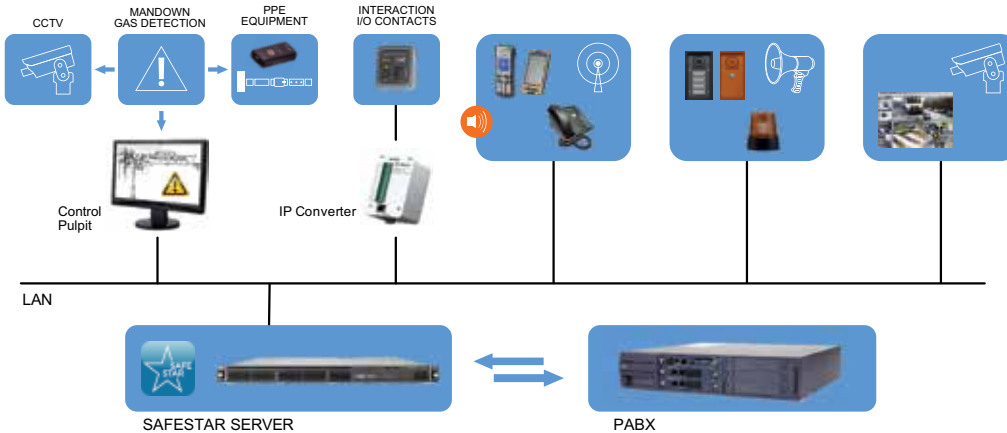 CCTV
MANDOWN
GAS DETECTION
PPE
EQUIPMENT
INTERACTION
I/O CONTACTS
Control
Pulpit
IP Converter
LAN
SAFE
STAR
SAFESTAR SERVER
PABX